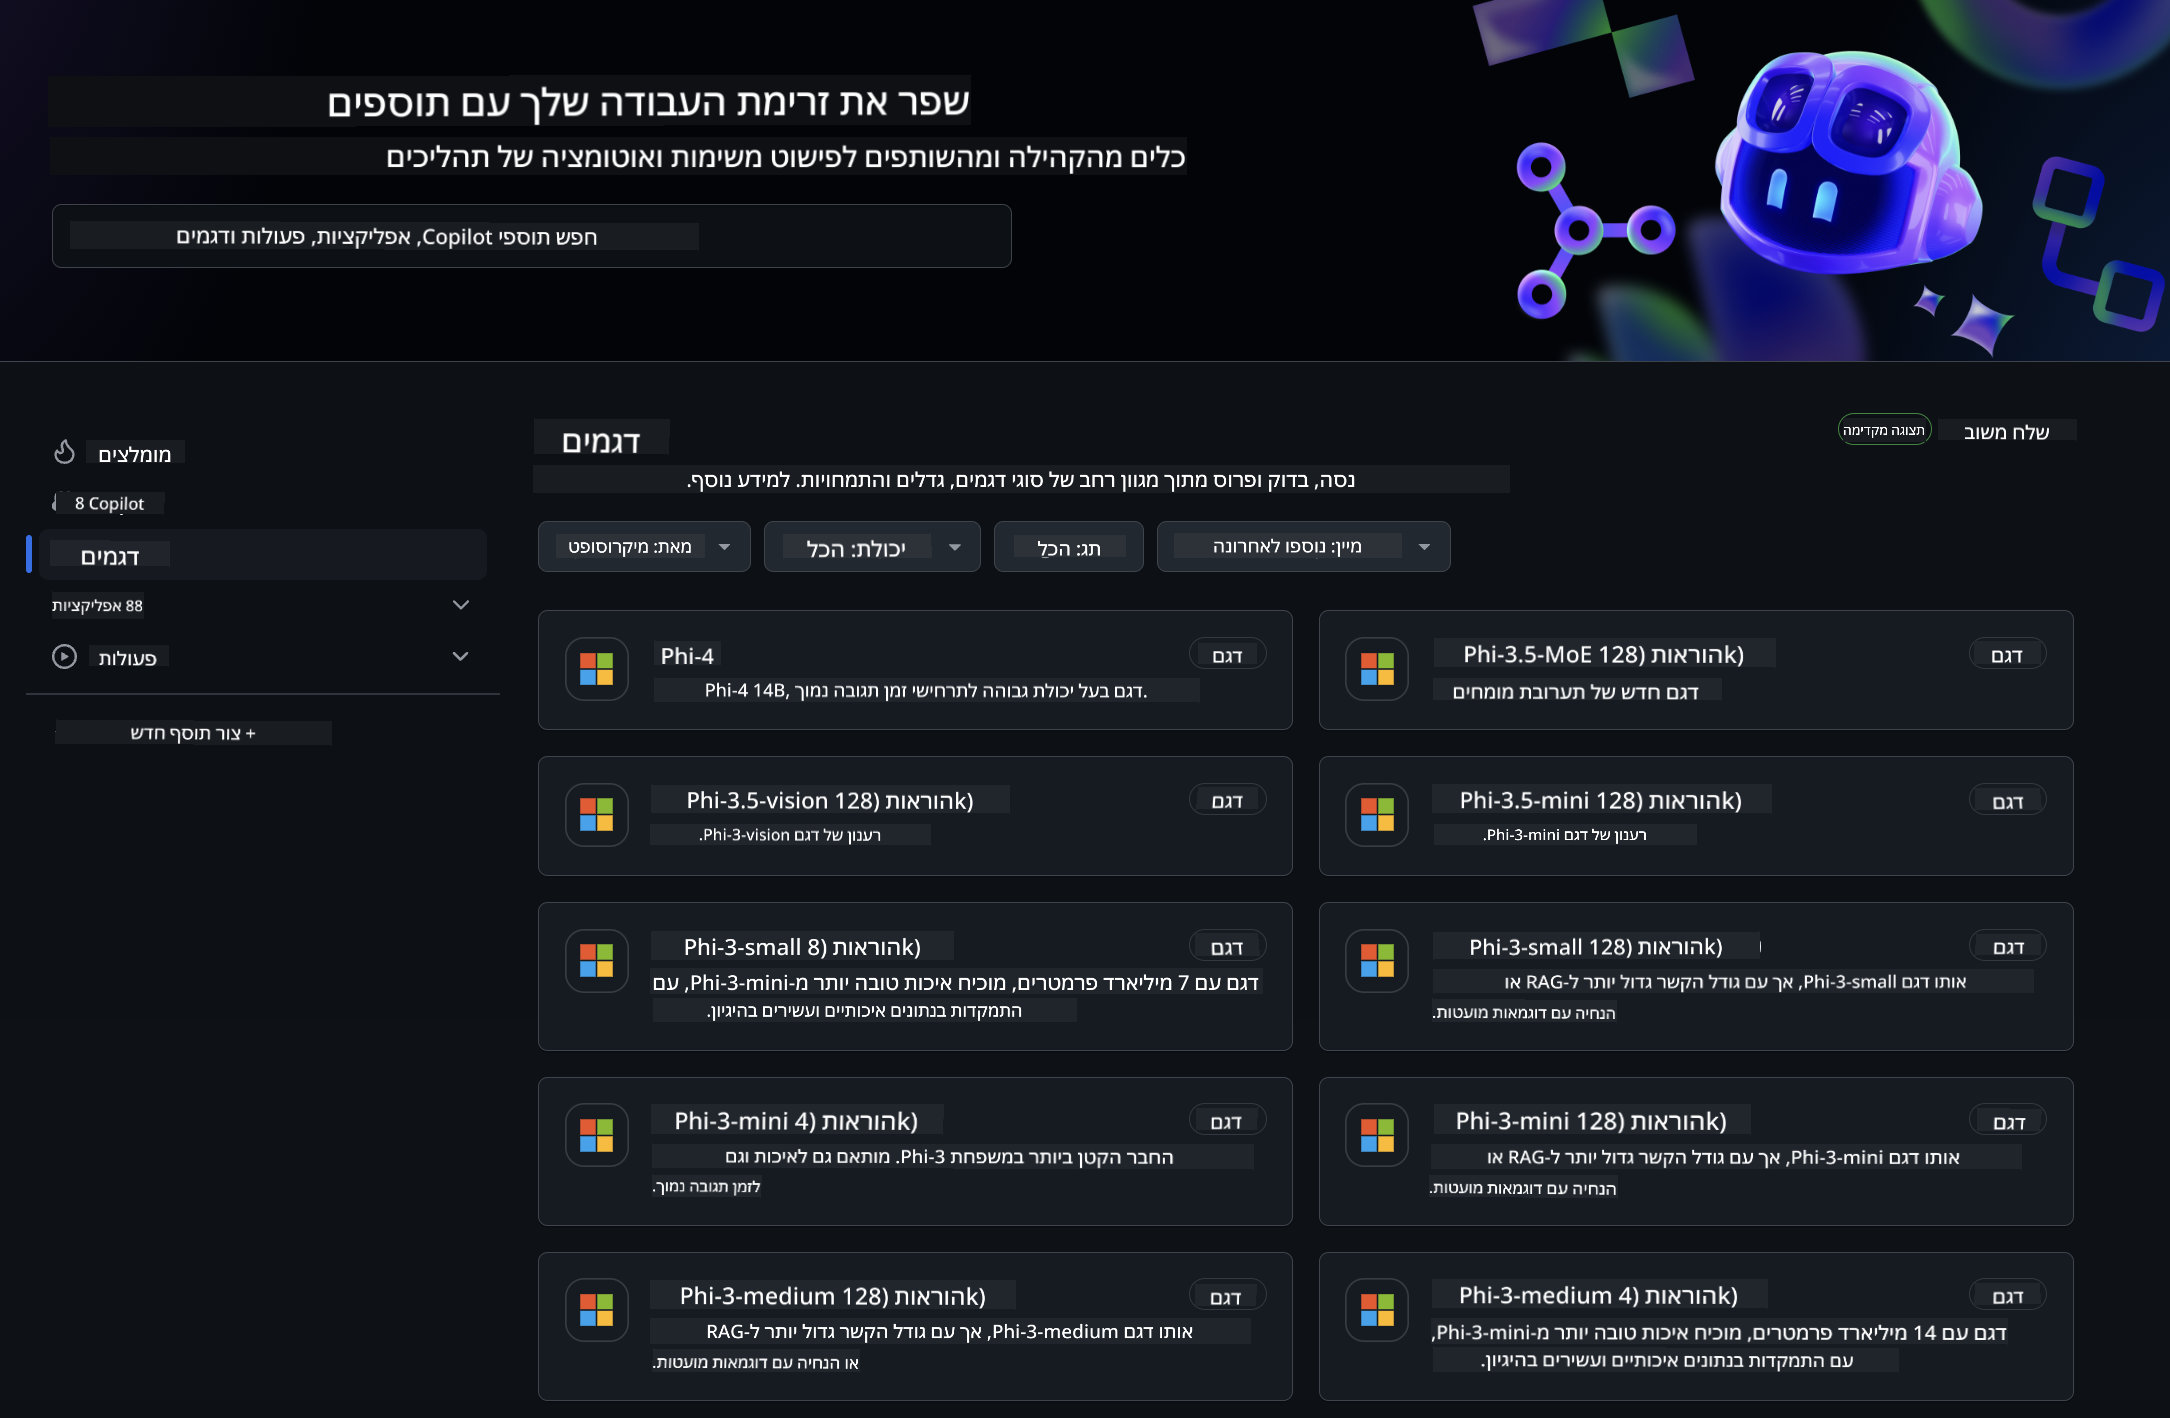 שפר את זרימת העבודה שלך עם תוספים
כלים מהקהילה ומהשותפים לפישוט משימות ואוטומציה של תהליכים
חפש תוספי Copilot, אפליקציות, פעולות ודגמים
מומלצים
8 Copilot
דגמים
88 אפליקציות
פעולות
+ צור תוסף חדש
דגמים
תצוגה מקדימה
שלח משוב
נסה, בדוק ופרוס מתוך מגוון רחב של סוגי דגמים, גדלים והתמחויות. למידע נוסף.
מאת: מיקרוסופט
יכולת: הכל
תג: הכל
מיין: נוספו לאחרונה
Phi-4
דגם
Phi-4 14B, דגם בעל יכולת גבוהה לתרחישי זמן תגובה נמוך.
Phi-3.5-MoE הוראות (128k)
דגם
דגם חדש של תערובת מומחים
Phi-3.5-vision הוראות (128k)
דגם
רענון של דגם Phi-3-vision.
Phi-3.5-mini הוראות (128k)
דגם
רענון של דגם Phi-3-mini.
Phi-3-small הוראות (8k)
דגם
דגם עם 7 מיליארד פרמטרים, מוכיח איכות טובה יותר מ-Phi-3-mini, עם
התמקדות בנתונים איכותיים ועשירים בהיגיון.
Phi-3-small הוראות (128k)
דגם
אותו דגם Phi-3-small, אך עם גודל הקשר גדול יותר ל-RAG או
הנחיה עם דוגמאות מועטות.
Phi-3-mini הוראות (4k)
דגם
החבר הקטן ביותר במשפחת Phi-3. מותאם גם לאיכות וגם
לזמן תגובה נמוך.
Phi-3-mini הוראות (128k)
דגם
אותו דגם Phi-3-mini, אך עם גודל הקשר גדול יותר ל-RAG או
הנחיה עם דוגמאות מועטות.
Phi-3-medium הוראות (128k)
דגם
אותו דגם Phi-3-medium, אך עם גודל הקשר גדול יותר ל-RAG
או הנחיה עם דוגמאות מועטות.
Phi-3-medium הוראות (4k)
דגם
דגם עם 14 מיליארד פרמטרים, מוכיח איכות טובה יותר מ-Phi-3-mini,
עם התמקדות בנתונים איכותיים ועשירים בהיגיון.